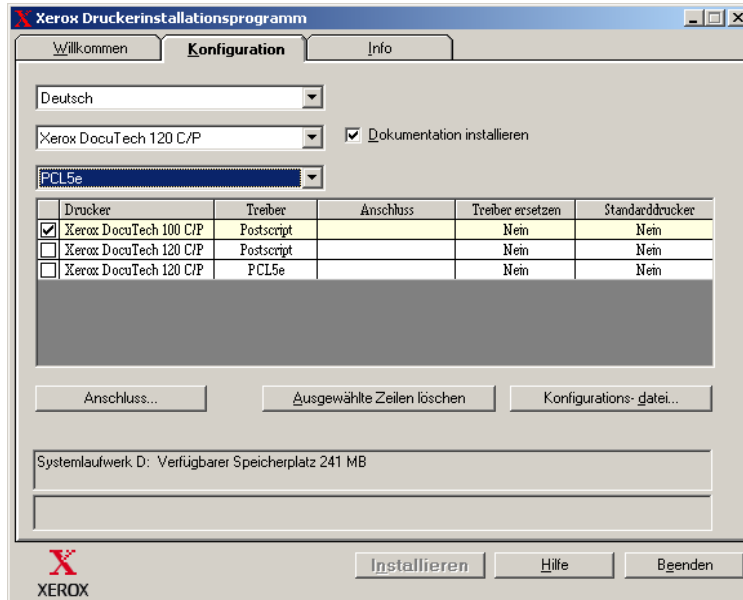 Xerox Druckerinstallationsprogramm
Willkommen Konfiguration Info
Deutsch
Xerox DocuTech 120 C/P Dokumentation installieren
PCL5e
Drucker Treiber Anschluss Treiber ersetzen Standarddrucker
Xerox DocuTech 100 C/P Postscript Nein Nein
Xerox DocuTech 120 C/P Postscript Nein Nein
Xerox DocuTech 120 C/P PCL5e Nein Nein
Anschluss... Ausgewählte Zeilen löschen Konfigurations- datei...
Systemlaufwerk D: Verfügbarer Speicherplatz 241 MB
X
XEROX
Installieren Hilfe Beenden